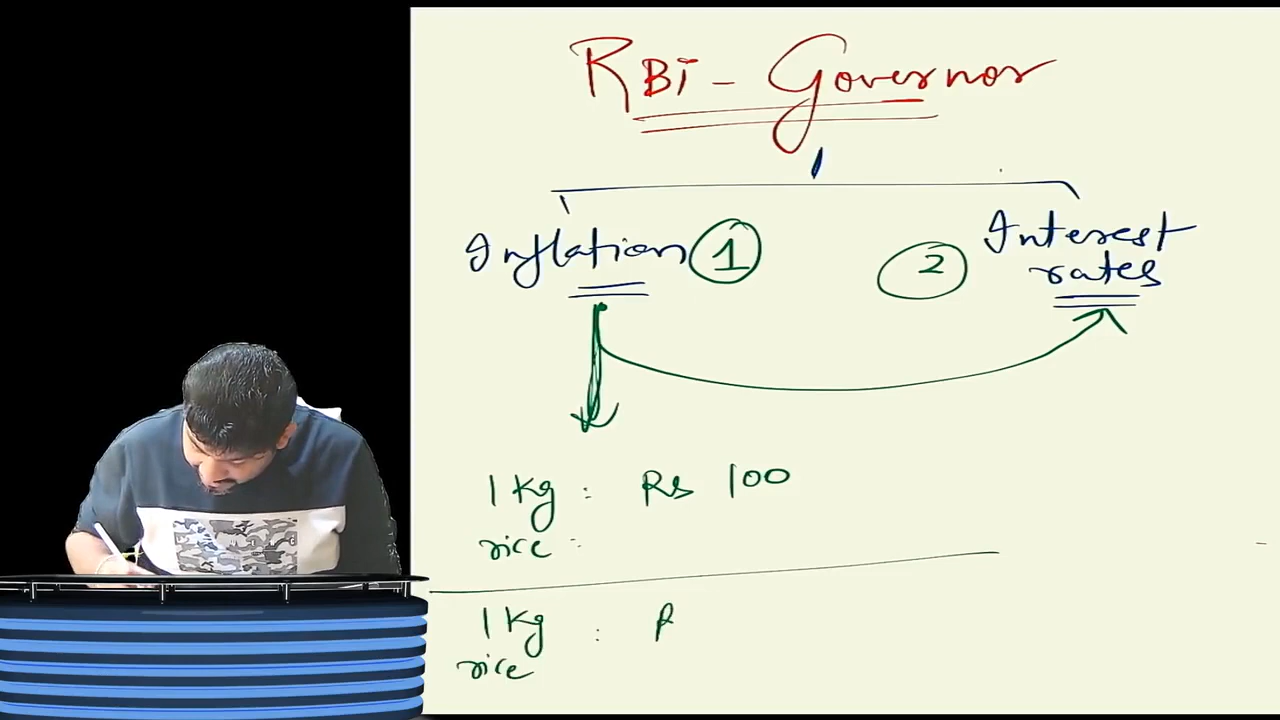 RBI - Governor
Inflation ①
② Interest
rates
1 Kg : Rs 100
rice :
1 Kg : R
rice